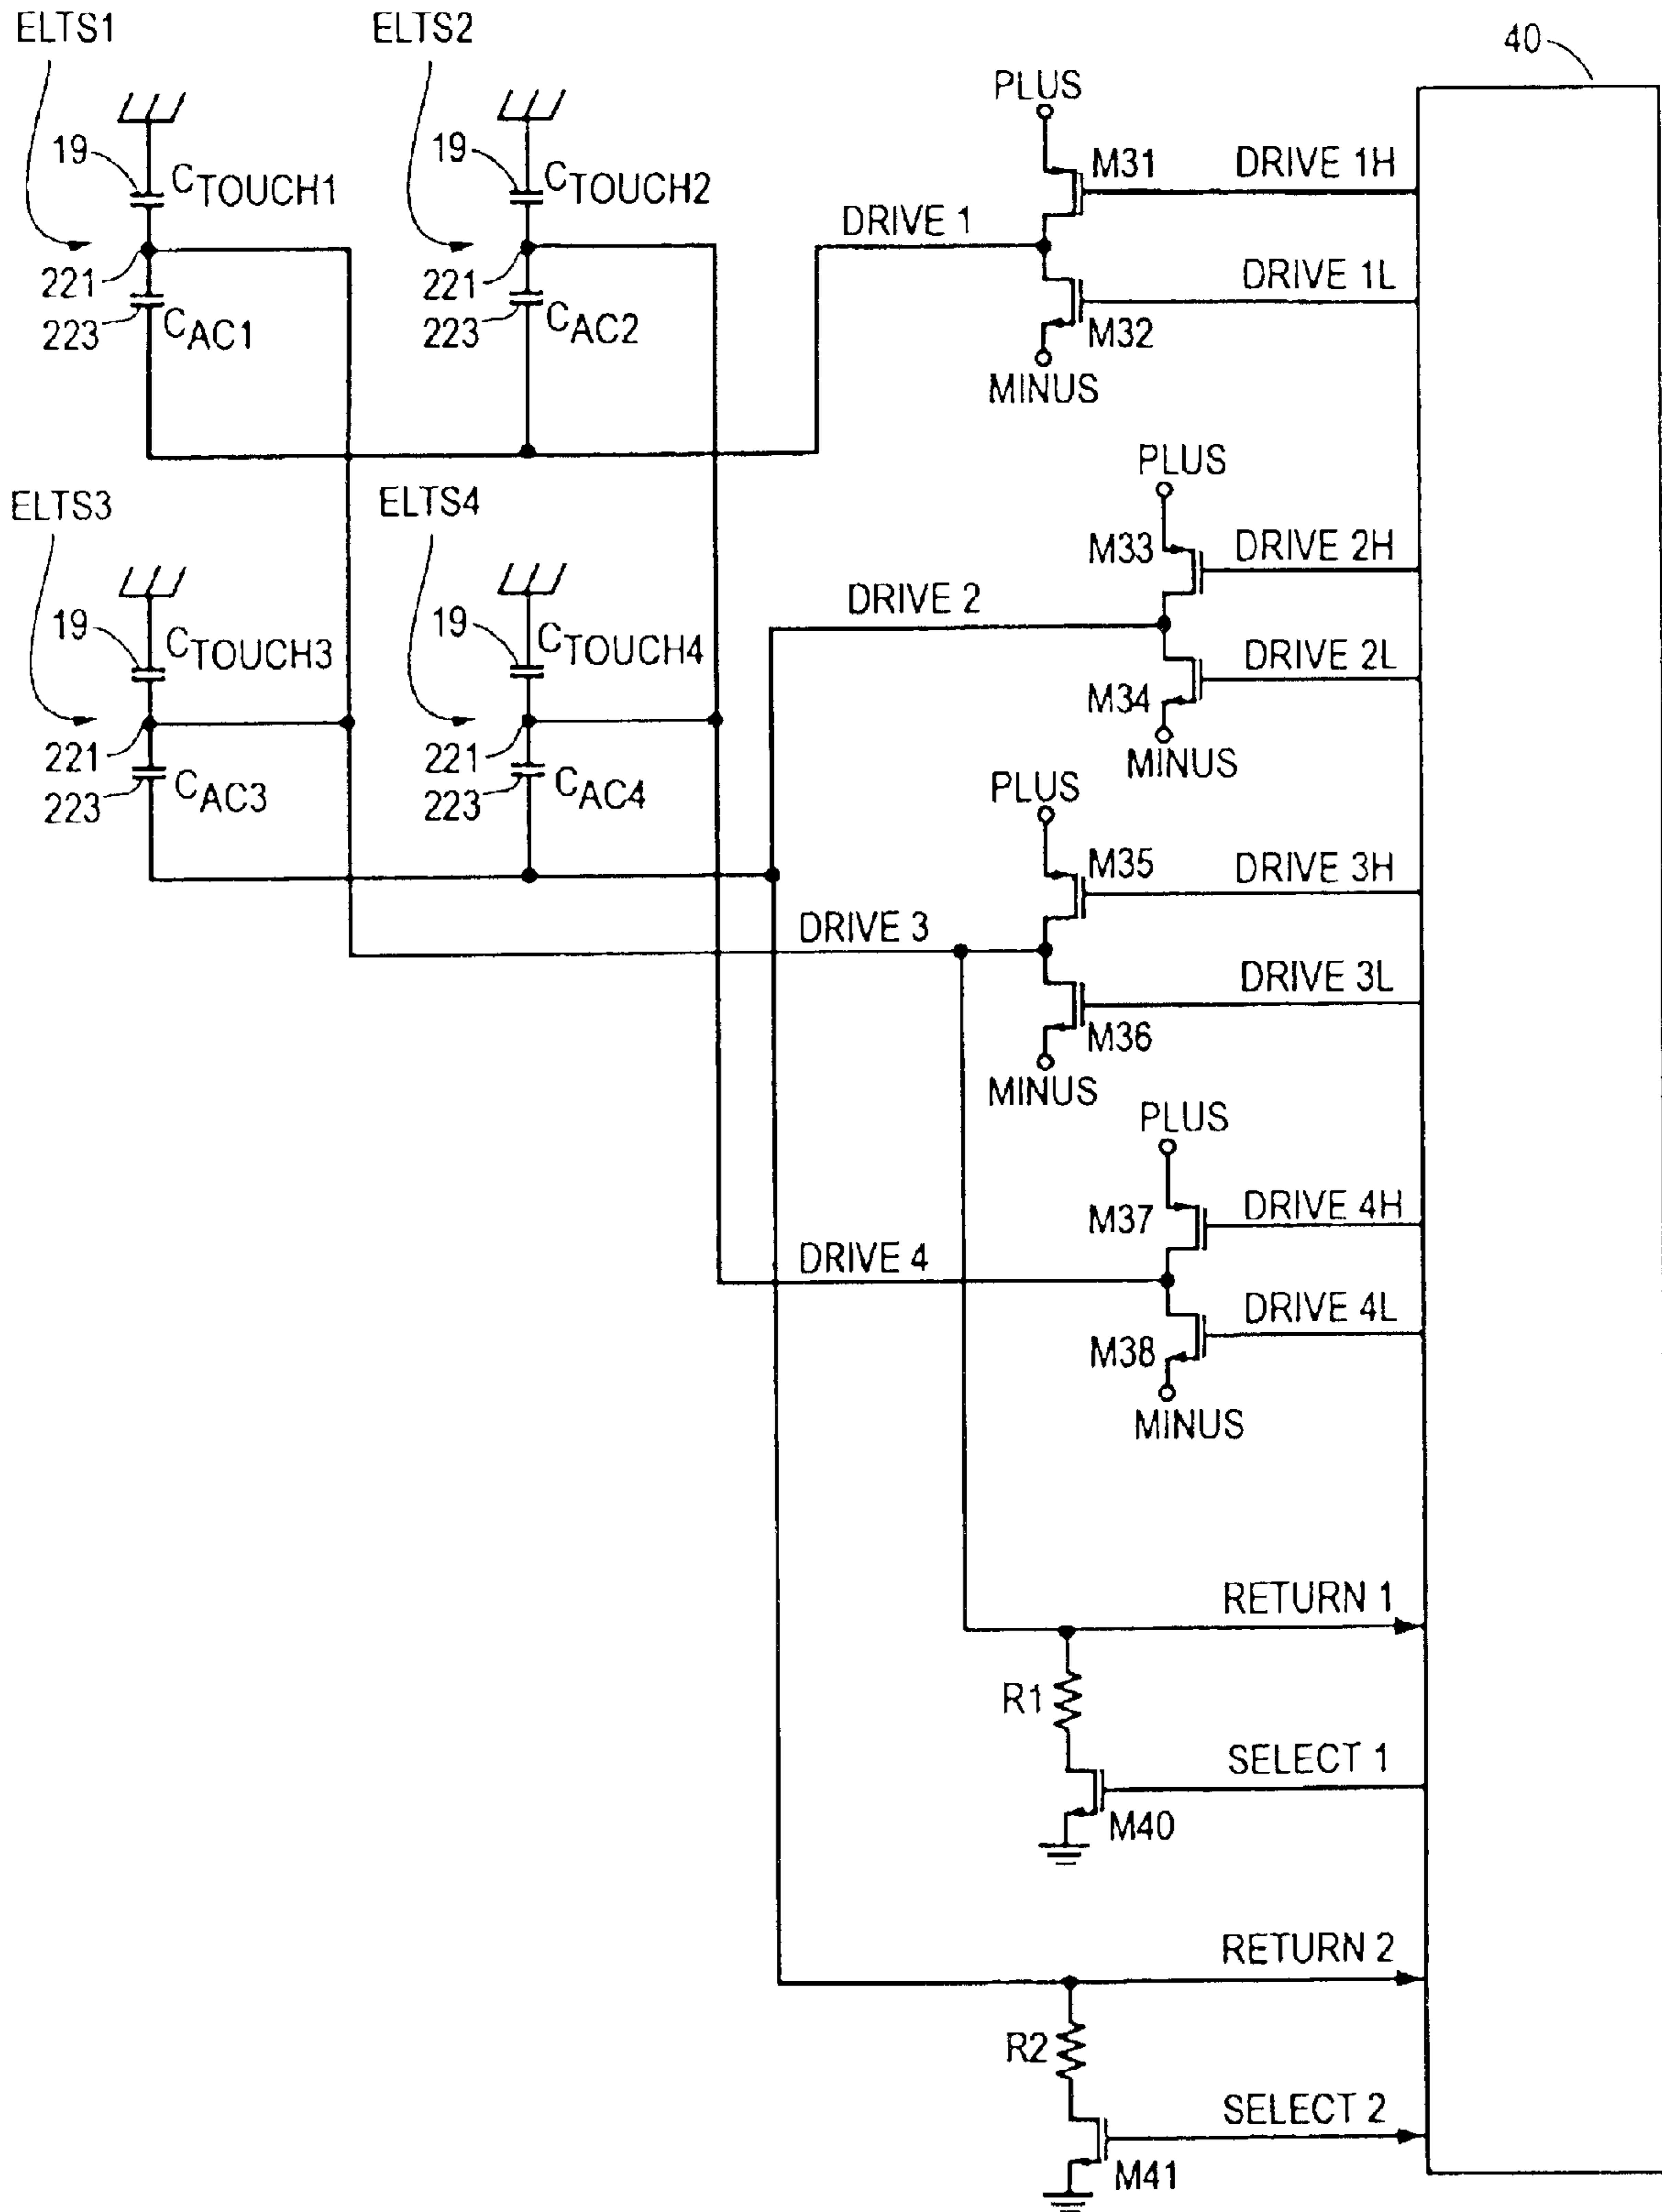 ELTS1
ELTS2
40
PLUS
19
CTOUCH1
19
CTOUCH2
M31
DRIVE 1H
DRIVE 1
221
221
DRIVE 1L
223
CAC1
223
CAC2
M32
MINUS
PLUS
ELTS3
ELTS4
M33
DRIVE 2H
DRIVE 2
19
CTOUCH3
19
CTOUCH4
DRIVE 2L
M34
221
221
MINUS
223
CAC3
223
CAC4
PLUS
M35
DRIVE 3H
DRIVE 3
DRIVE 3L
M36
MINUS
PLUS
M37
DRIVE 4H
DRIVE 4
DRIVE 4L
M38
MINUS
RETURN 1
R1
SELECT 1
M40
RETURN 2
R2
SELECT 2
M41